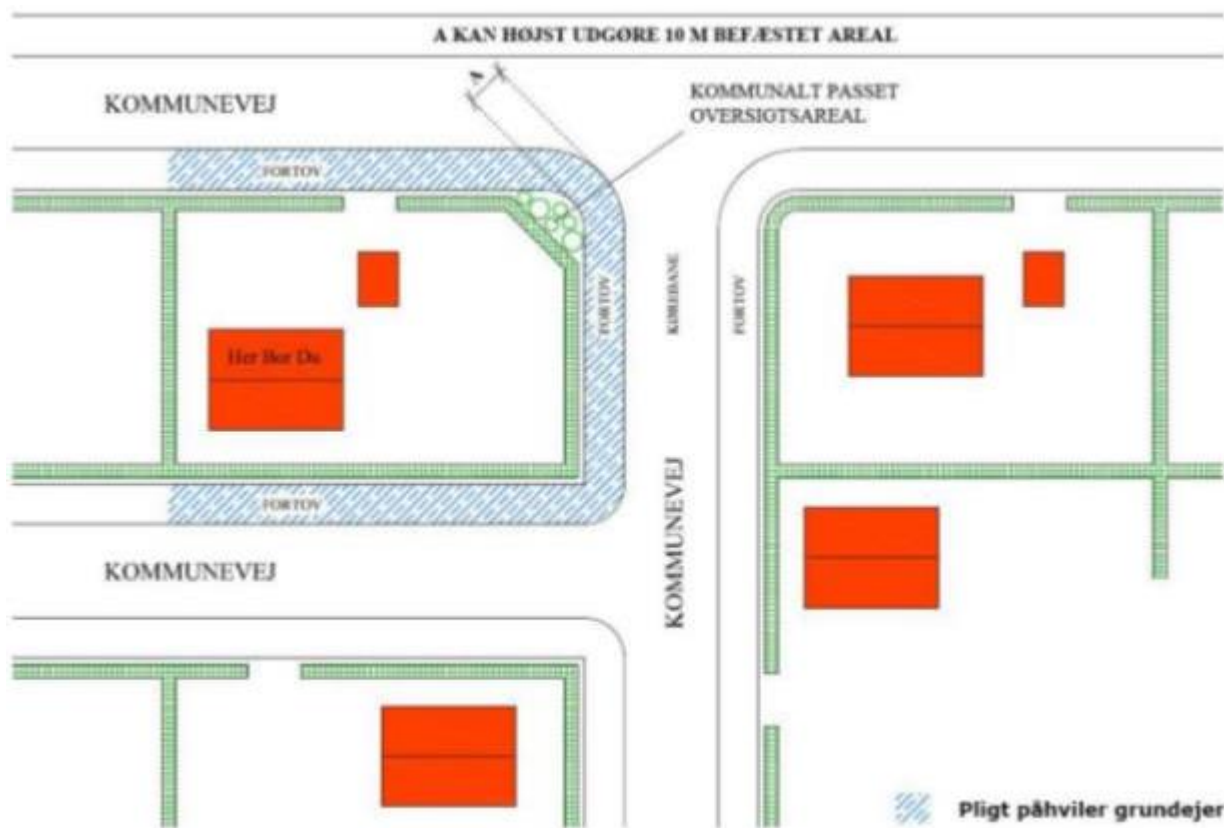 A KAN HØJST UDGØRE 10 M BEFÆSTET AREAL
A
KOMMUNEVEJ
KOMMUNALT PASSET
OVERSIGTSAREAL
FORTOV
FORTOV
KØREBANE
FORTOV
Her Bor Du
FORTOV
KOMMUNEVEJ
KOMMUNEVEJ
Pligt påhviler grundejer